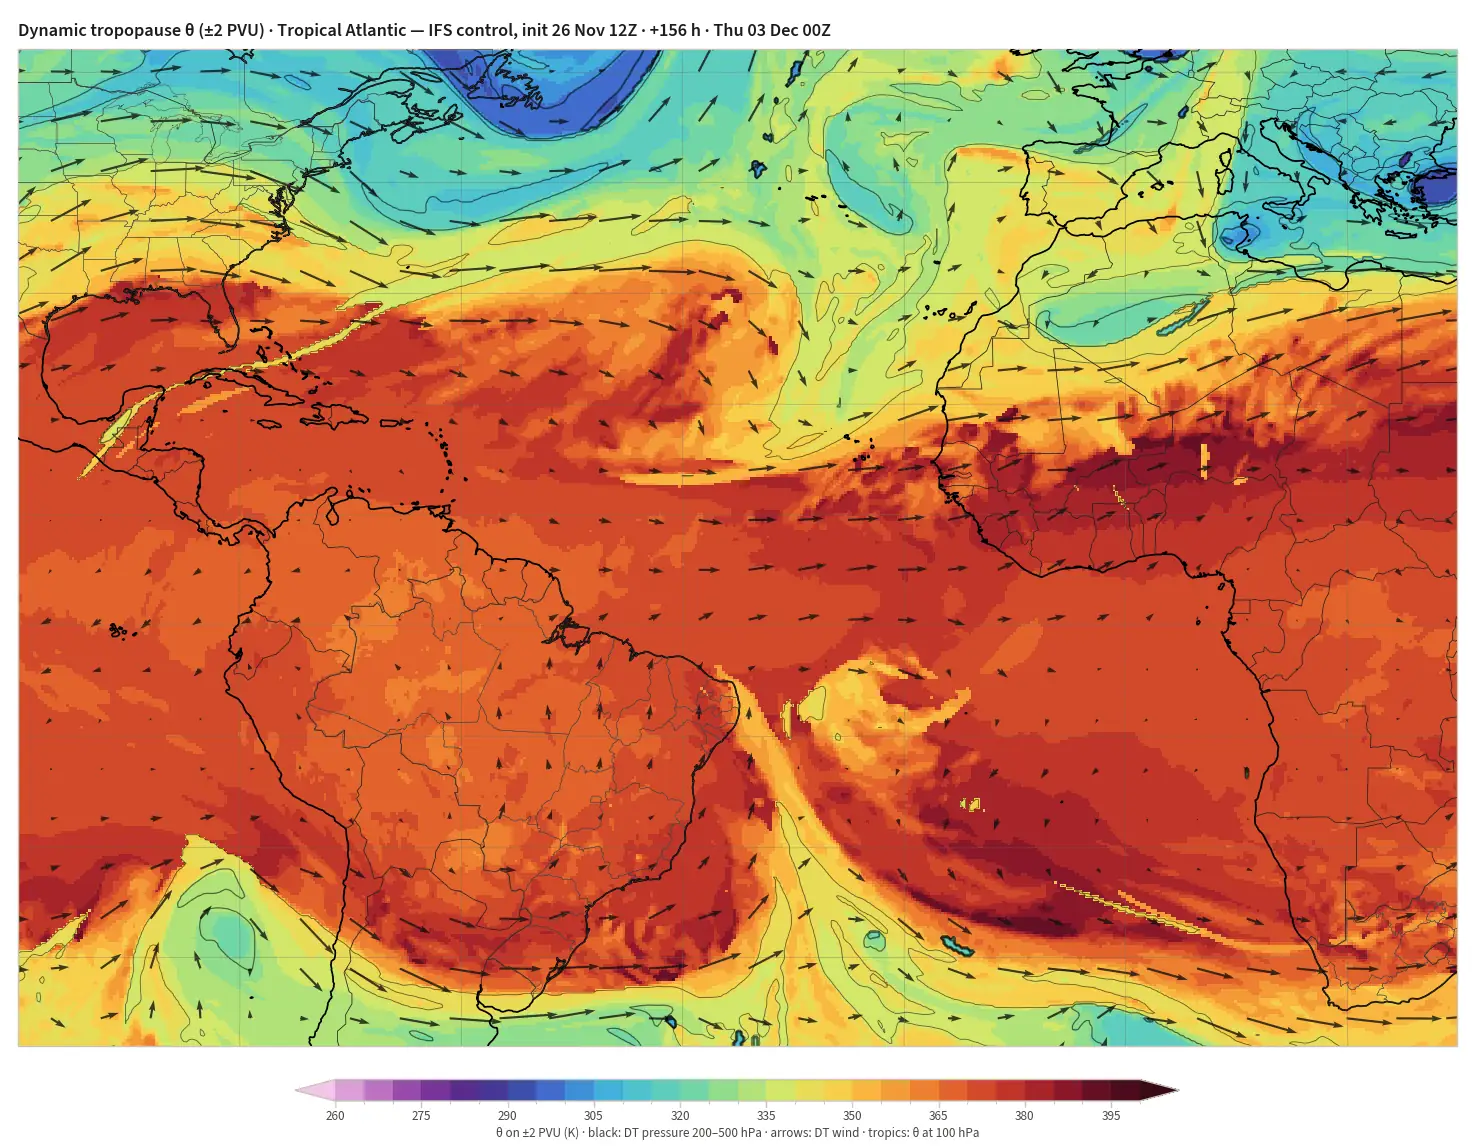 Dynamic tropopause θ (±2 PVU) · Tropical Atlantic — IFS control, init 26 Nov 12Z · +156 h · Thu 03 Dec 00Z
260 275 290 305 320 335 350 365 380 395
θ on ±2 PVU (K) · black: DT pressure 200–500 hPa · arrows: DT wind · tropics: θ at 100 hPa